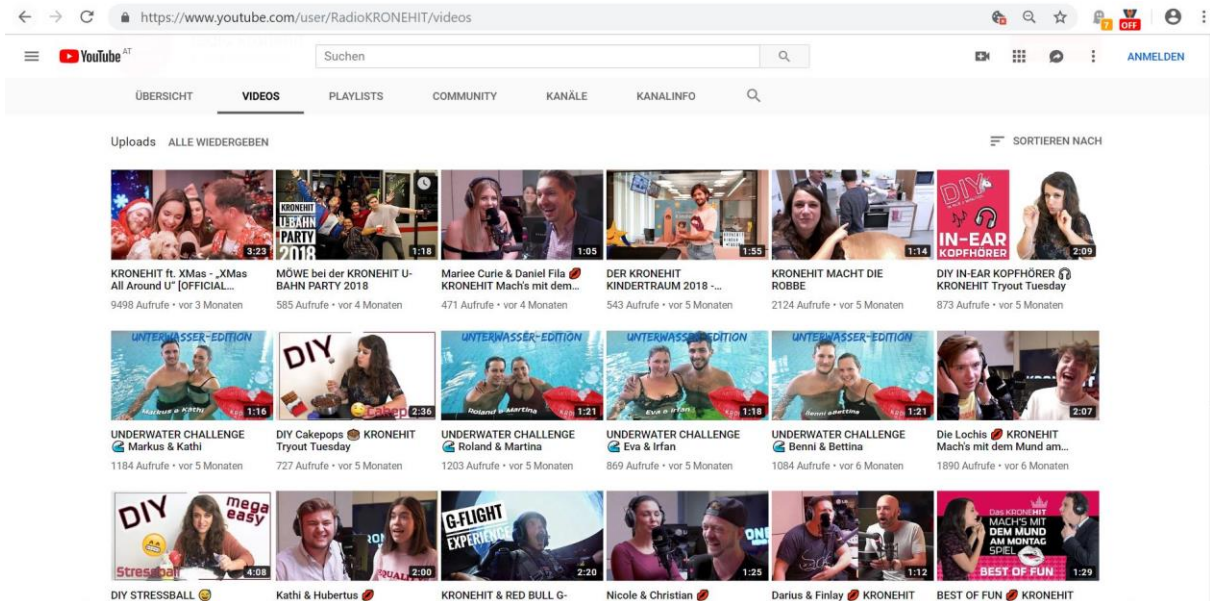 https://www.youtube.com/user/RadioKRONEHIT/videos
7
OFF
YouTube AT
Suchen
ANMELDEN
ÜBERSICHT VIDEOS PLAYLISTS COMMUNITY KANÄLE KANALINFO
Uploads ALLE WIEDERGEBEN
SORTIEREN NACH
3:23
KRONEHIT
U-BAHN
PARTY
2018
1:18
1:05
1:55
1:14
DIY
IN-EAR
KOPFHÖRER
2:09
KRONEHIT ft. XMas - „XMas
All Around U“ [OFFICIAL...
9498 Aufrufe • vor 3 Monaten
MÖWE bei der KRONEHIT U-
BAHN PARTY 2018
585 Aufrufe • vor 4 Monaten
Mariee Curie & Daniel Fila 💋
KRONEHIT Mach's mit dem...
471 Aufrufe • vor 4 Monaten
DER KRONEHIT
KINDERTRAUM 2018 -...
543 Aufrufe • vor 5 Monaten
KRONEHIT MACHT DIE
ROBBE
2124 Aufrufe • vor 5 Monaten
DIY IN-EAR KOPFHÖRER 🎧
KRONEHIT Tryout Tuesday
873 Aufrufe • vor 5 Monaten
UNTERWASSER-EDITION
Markus & Kathi
1:16
DIY
Cakepop
2:36
UNTERWASSER-EDITION
Roland & Martina
1:21
UNTERWASSER-EDITION
Eva & Irfan
1:18
UNTERWASSER-EDITION
Benni & Bettina
1:21
2:07
UNDERWATER CHALLENGE
🌊 Markus & Kathi
1184 Aufrufe • vor 5 Monaten
DIY Cakepops 🍩 KRONEHIT
Tryout Tuesday
727 Aufrufe • vor 5 Monaten
UNDERWATER CHALLENGE
🌊 Roland & Martina
1203 Aufrufe • vor 5 Monaten
UNDERWATER CHALLENGE
🌊 Eva & Irfan
869 Aufrufe • vor 5 Monaten
UNDERWATER CHALLENGE
🌊 Benni & Bettina
1084 Aufrufe • vor 6 Monaten
Die Lochis 💋 KRONEHIT
Mach's mit dem Mund am...
1890 Aufrufe • vor 6 Monaten
DIY
mega
easy
Stressball
4:08
2:00
G-FLIGHT
EXPERIENCE
2:20
1:25
1:12
Das KRONEHIT
MACH'S MIT
DEM MUND
AM MONTAG
SPIEL
BEST OF FUN
1:29
DIY STRESSBALL 😅
Kathi & Hubertus 💋
KRONEHIT & RED BULL G-
Nicole & Christian 💋
Darius & Finlay 💋 KRONEHIT
BEST OF FUN 💋 KRONEHIT